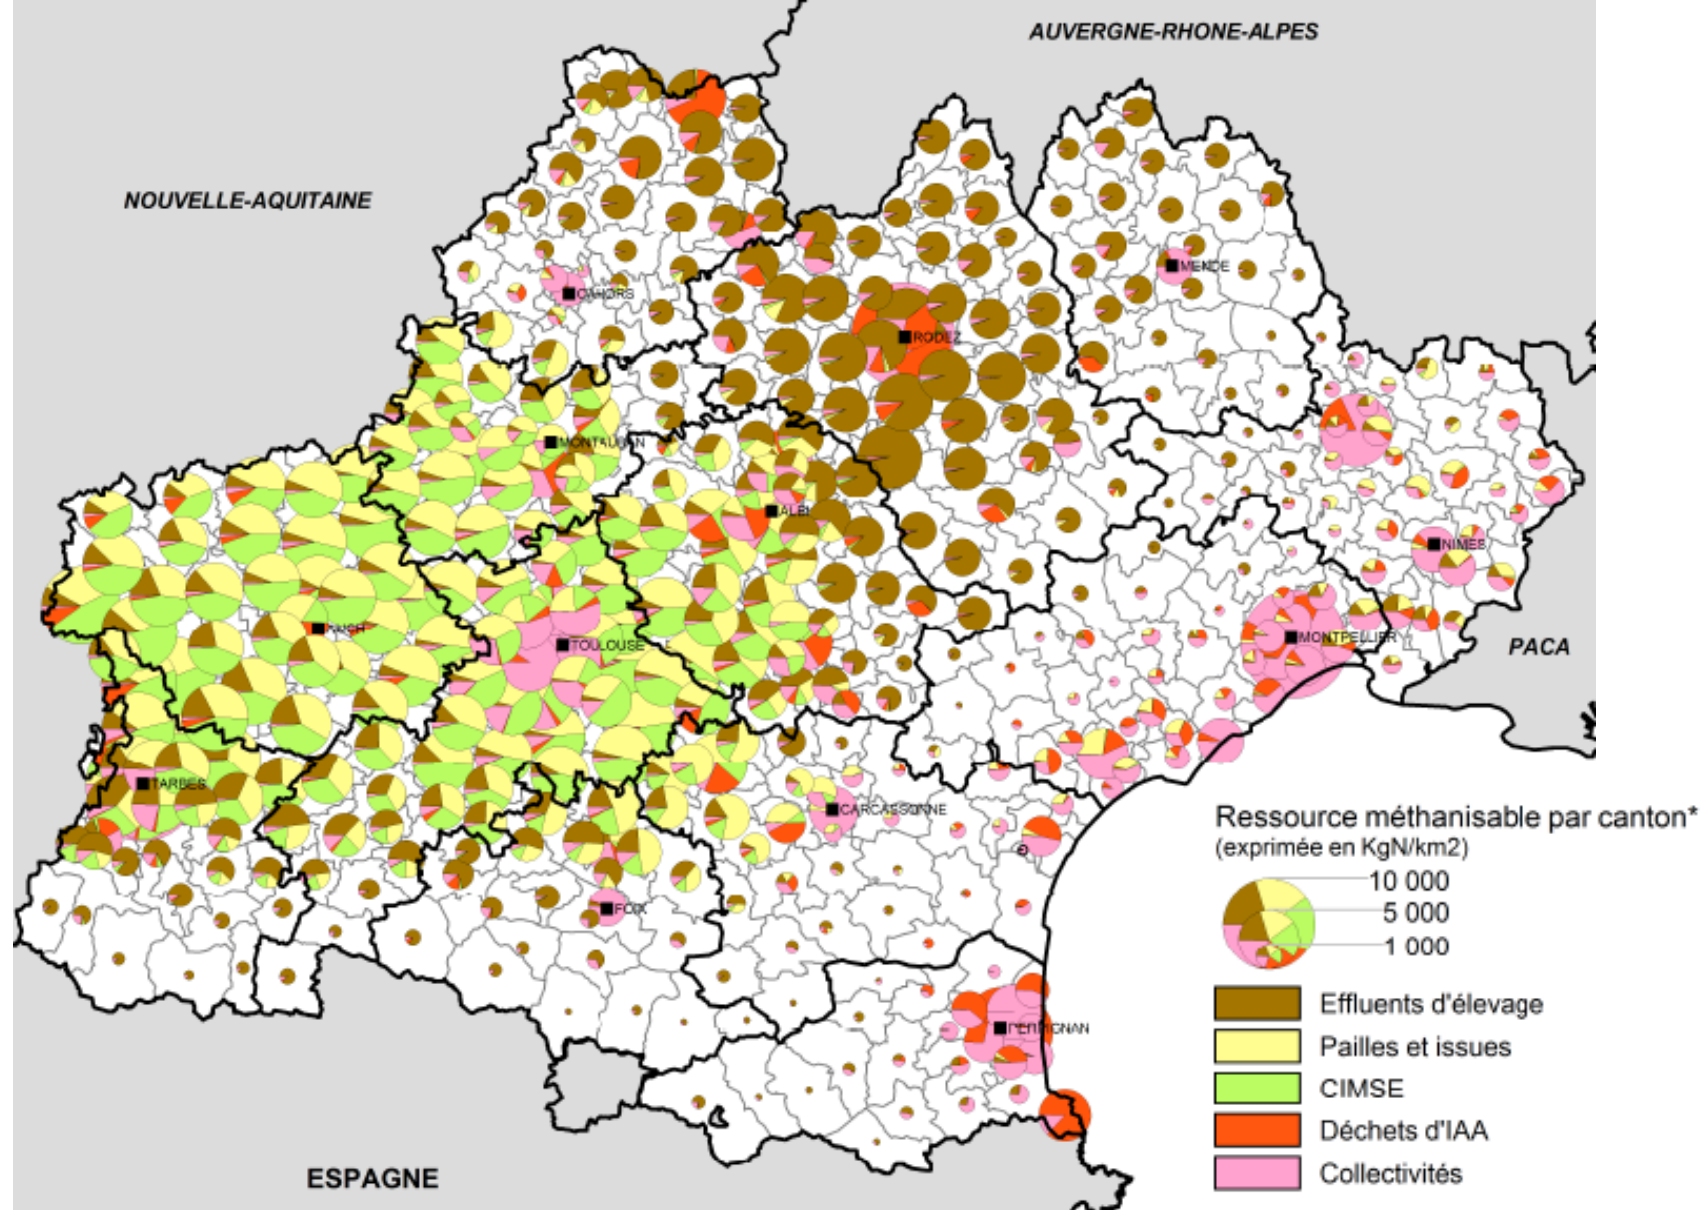 AUVERGNE-RHONE-ALPES
NOUVELLE-AQUITAINE
MENDE
CAHORS
RODEZ
MONTAUBAN
ALBI
NIMES
AUCH
TOULOUSE
MONTPELLIER
PACA
TARBES
CARCASSONNE
Ressource méthanisable par canton*
(exprimée en KgN/km2)
10 000
5 000
1 000
FOIX
Effluents d'élevage
PERPIGNAN
Pailles et issues
CIMSE
Déchets d'IAA
Collectivités
ESPAGNE